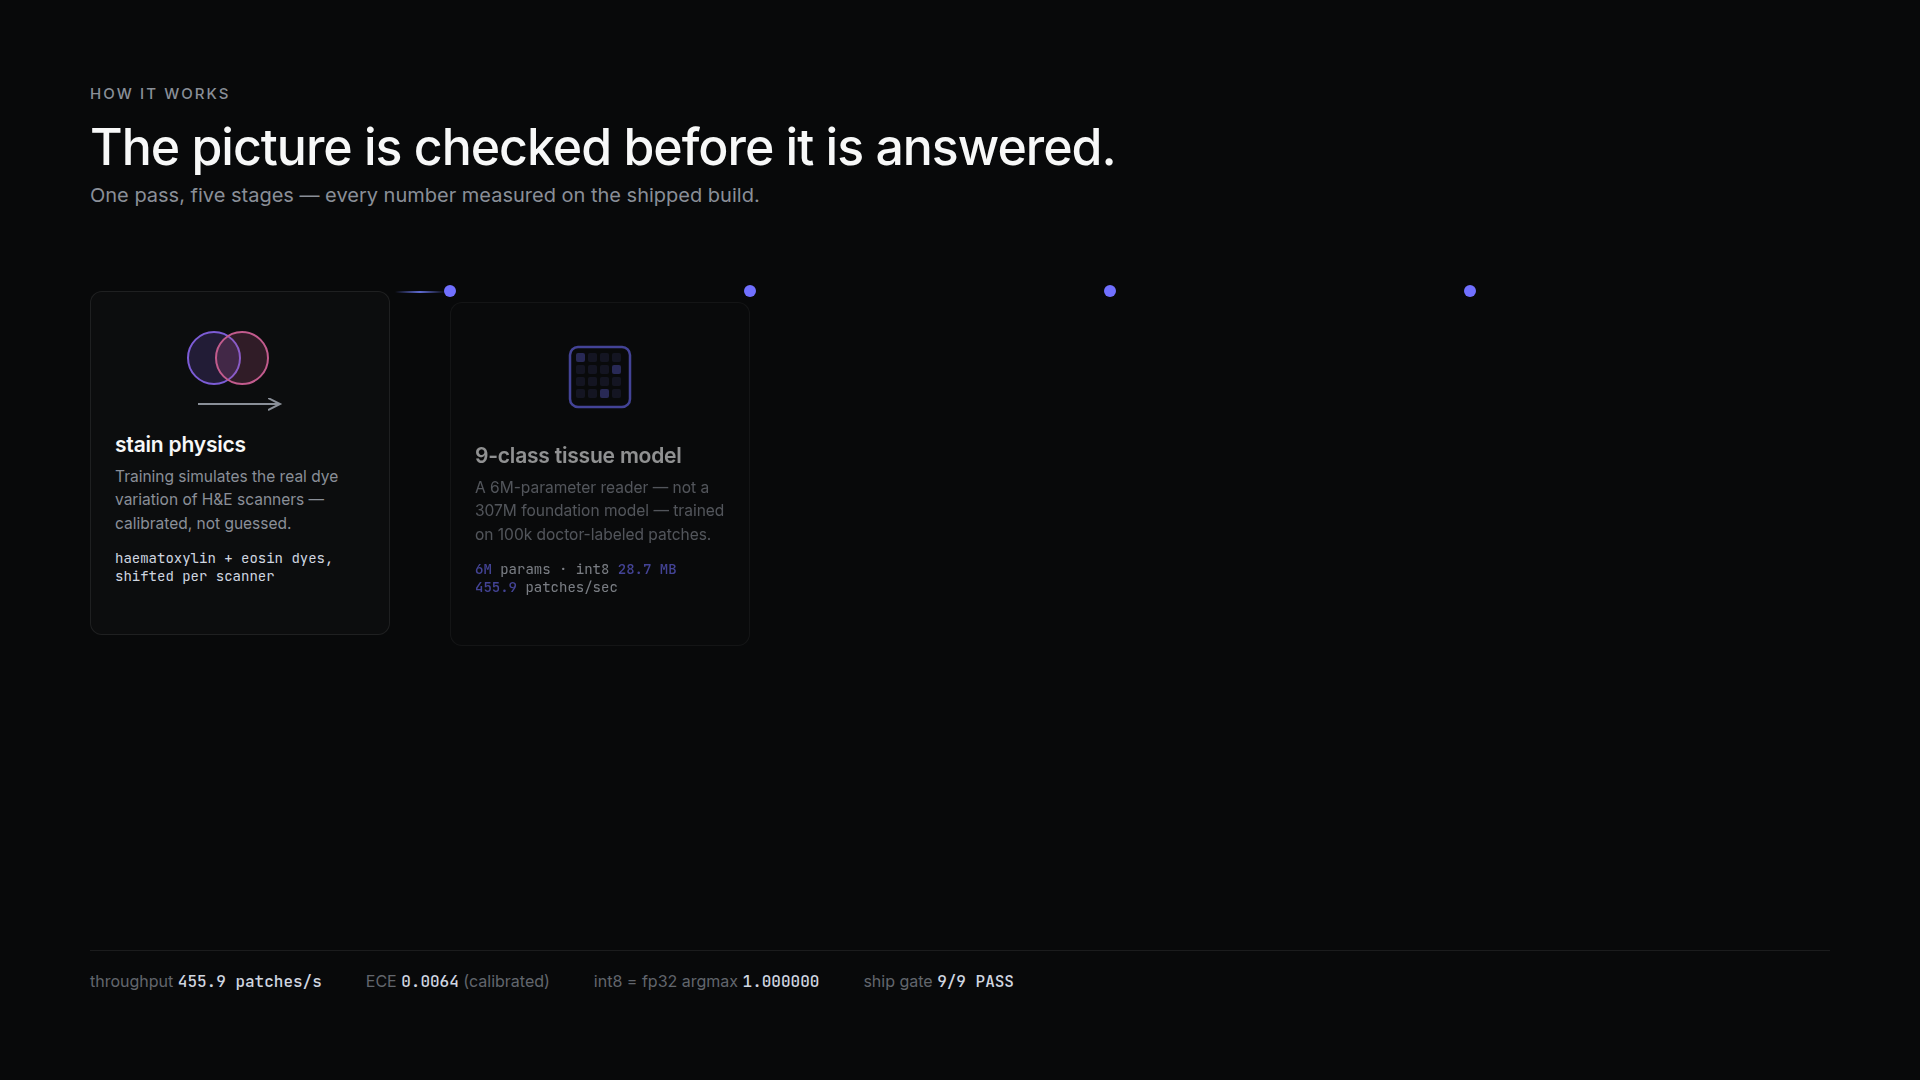 HOW IT WORKS
The picture is checked before it is answered.
One pass, five stages — every number measured on the shipped build.
stain physics
Training simulates the real dye
variation of H&E scanners —
calibrated, not guessed.
haematoxylin + eosin dyes,
shifted per scanner
9-class tissue model
A 6M-parameter reader — not a
307M foundation model — trained
on 100k doctor-labeled patches.
6M params · int8 28.7 MB
455.9 patches/sec
throughput 455.9 patches/s ECE 0.0064 (calibrated) int8 = fp32 argmax 1.000000 ship gate 9/9 PASS